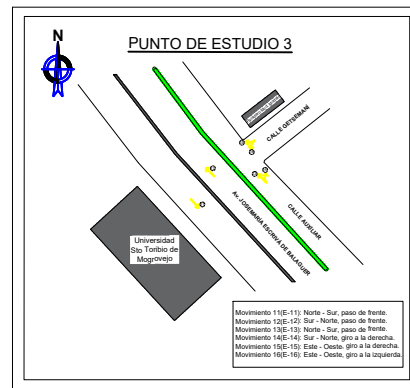 PUNTO DE ESTUDIO 3
N
CALLE GETSEMANI
CALLE AUXILIAR
Av. JOSEMARIA ESCRIVA DE BALAGUER
Universidad
Sto Toribio de
Mogrovejo
Movimiento 11(E-11): Norte - Sur, paso de frente.
Movimiento 12(E-12): Sur - Norte, paso de frente.
Movimiento 13(E-13): Norte - Sur, paso de frente.
Movimiento 14(E-14): Sur - Norte, giro a la derecha.
Movimiento 15(E-15): Este - Oeste, giro a la derecha.
Movimiento 16(E-16): Este - Oeste, giro a la izquierda.